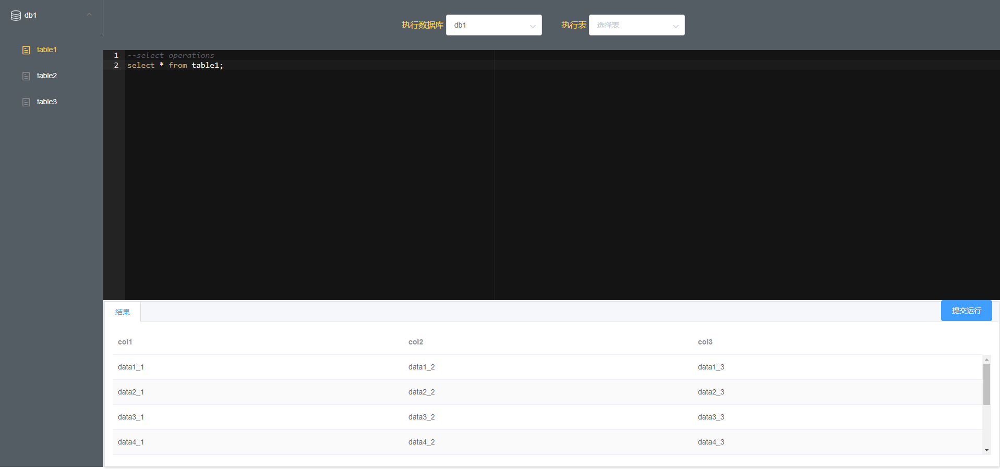 db1
table1
table2
table3
执行数据库 db1 执行表 选择表
1 --select operations
2 select * from table1;
结果 提交运行
col1 col2 col3
data1_1 data1_2 data1_3
data2_1 data2_2 data2_3
data3_1 data3_2 data3_3
data4_1 data4_2 data4_3